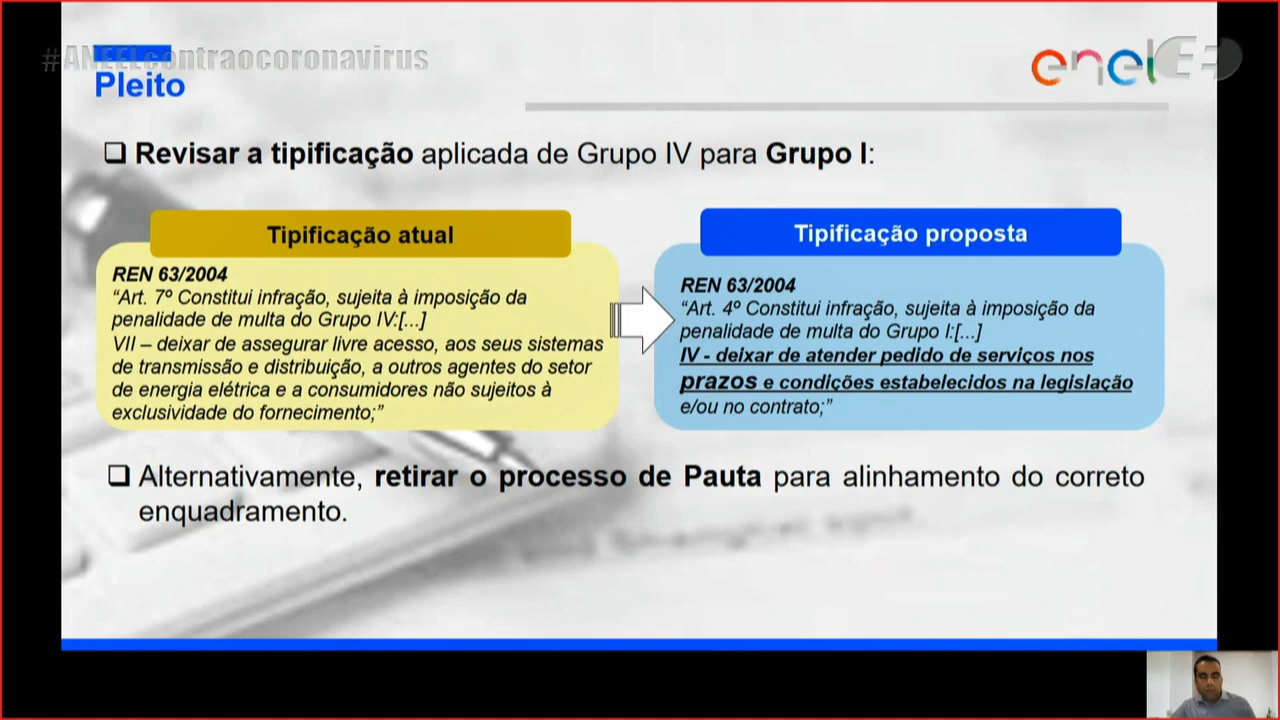 #ANEELcontraocoronavirus
Pleito
enel
❑ Revisar a tipificação aplicada de Grupo IV para Grupo I:
Tipificação atual
REN 63/2004
“Art. 7º Constitui infração, sujeita à imposição da
penalidade de multa do Grupo IV:[...]
VII – deixar de assegurar livre acesso, aos seus sistemas
de transmissão e distribuição, a outros agentes do setor
de energia elétrica e a consumidores não sujeitos à
exclusividade do fornecimento;”
Tipificação proposta
REN 63/2004
“Art. 4º Constitui infração, sujeita à imposição da
penalidade de multa do Grupo I:[...]
IV - deixar de atender pedido de serviços nos
prazos e condições estabelecidos na legislação
e/ou no contrato;”
❑ Alternativamente, retirar o processo de Pauta para alinhamento do correto
enquadramento.